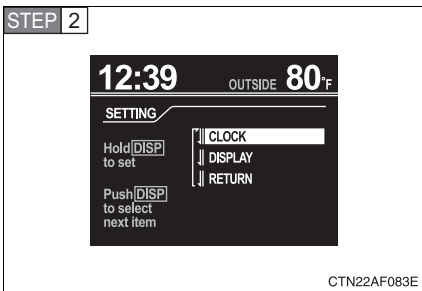 STEP 2
12:39 OUTSIDE 80°F
SETTING
Hold DISP
to set
Push DISP
to select
next item
CLOCK
DISPLAY
RETURN
CTN22AF083E